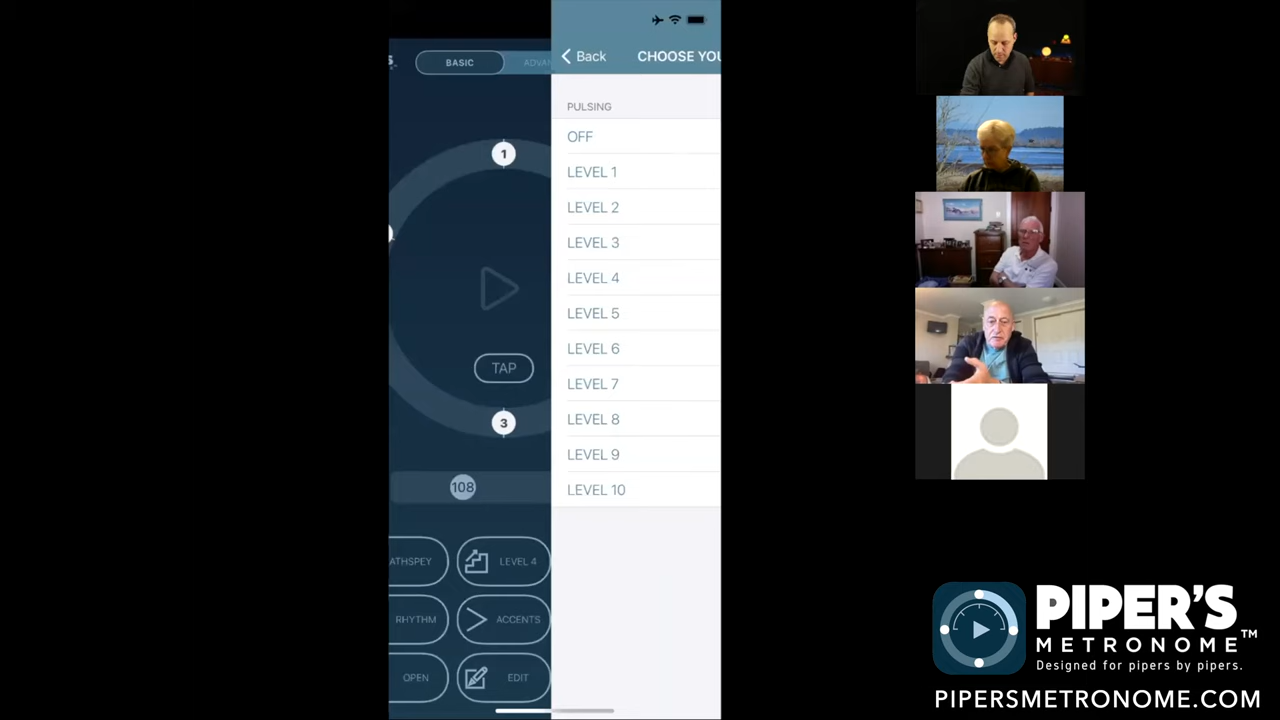 BASIC
Back
CHOOSE YOU
PULSING
OFF
LEVEL 1
LEVEL 2
LEVEL 3
LEVEL 4
LEVEL 5
LEVEL 6
LEVEL 7
LEVEL 8
LEVEL 9
LEVEL 10
S
ADVAN
1
TAP
3
108
ATHSPEY
LEVEL 4
RHYTHM
ACCENTS
OPEN
EDIT
PIPER'S
METRONOME™
Designed for pipers by pipers.
PIPERSMETRONOME.COM